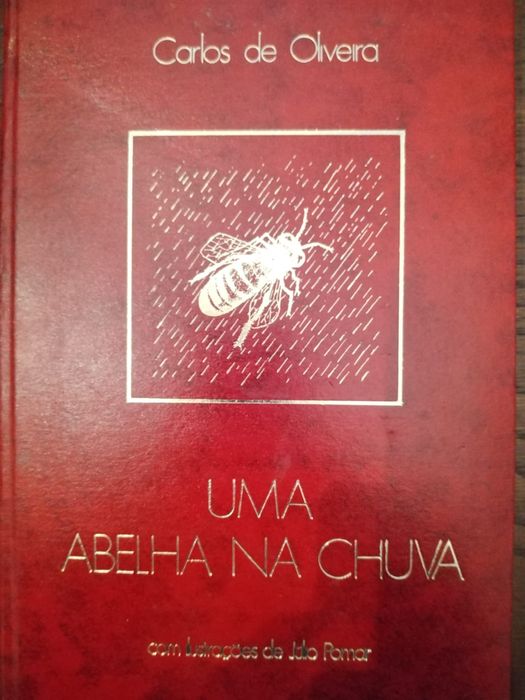 Carlos de Oliveira
UMA
ABELHA NA CHUVA
com ilustrações de Júlio Pomar